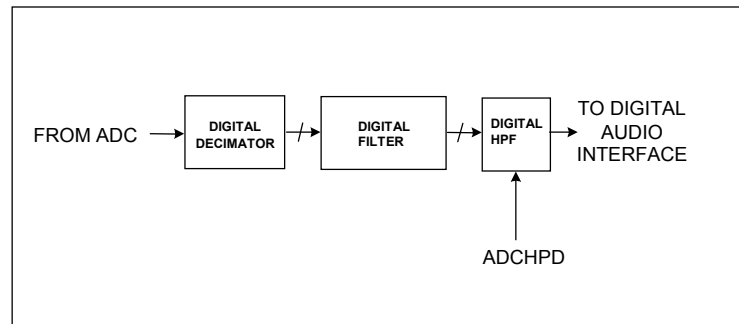 FROM ADC
DIGITAL
DECIMATOR
DIGITAL
FILTER
DIGITAL
HPF
TO DIGITAL
AUDIO
INTERFACE
ADCHPD